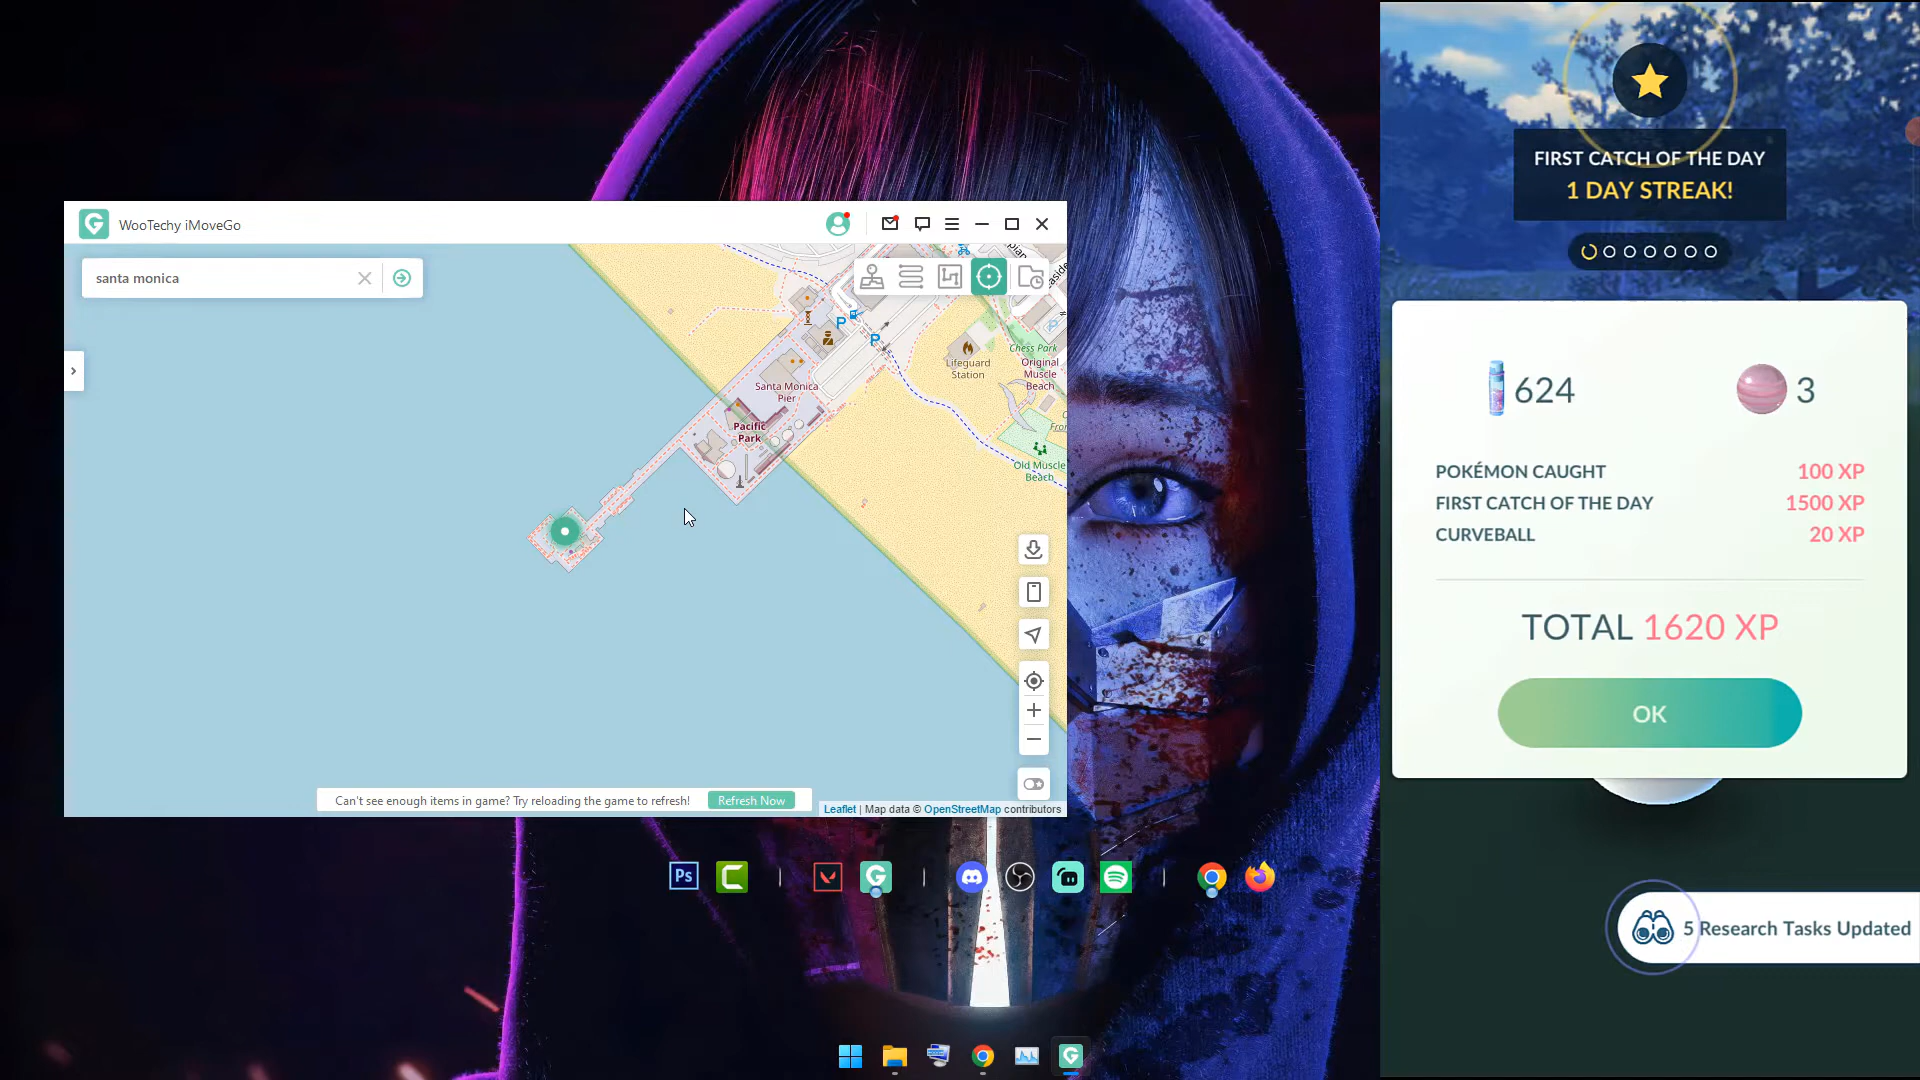 WooTechy iMoveGo
santa monica
Santa Monica
Pier
Pacific
Park
Lifeguard
Station
Chess Park
Original
Muscle
Beach
Old Muscle
Beach
P
P
P
Can't see enough items in game? Try reloading the game to refresh!
Refresh Now
Leaflet | Map data © OpenStreetMap contributors
Ps
FIRST CATCH OF THE DAY
1 DAY STREAK!
624
3
POKÉMON CAUGHT 100 XP
FIRST CATCH OF THE DAY 1500 XP
CURVEBALL 20 XP
TOTAL 1620 XP
OK
5 Research Tasks Updated